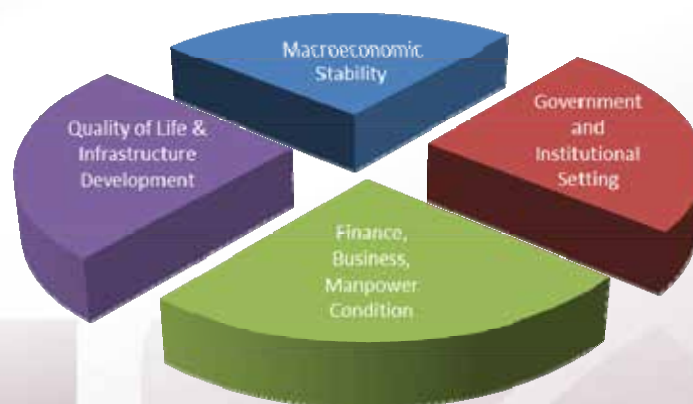 Macroeconomic
Stability
Government
and
Institutional
Setting
Quality of Life &
Infrastructure
Development
Finance,
Business,
Manpower
Condition